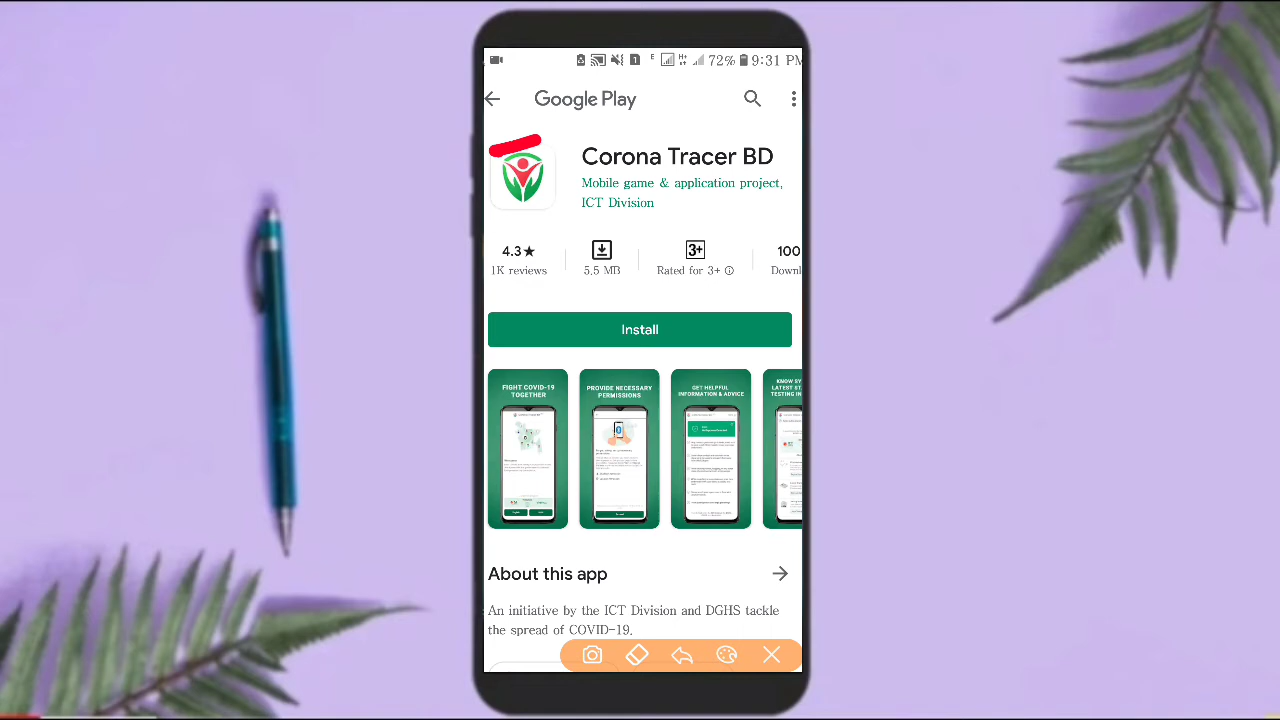 E H+ 72% 9:31 PM
Google Play
Corona Tracer BD
Mobile game & application project,
ICT Division
4.3★ 3+ 100
1K reviews 5.5 MB Rated for 3+ Downl
Install
FIGHT COVID-19
TOGETHER
PROVIDE NECESSARY
PERMISSIONS
GET HELPFUL
INFORMATION & ADVICE
KNOW SY
LATEST ST
TESTING IN
About this app
An initiative by the ICT Division and DGHS tackle
the spread of COVID-19.